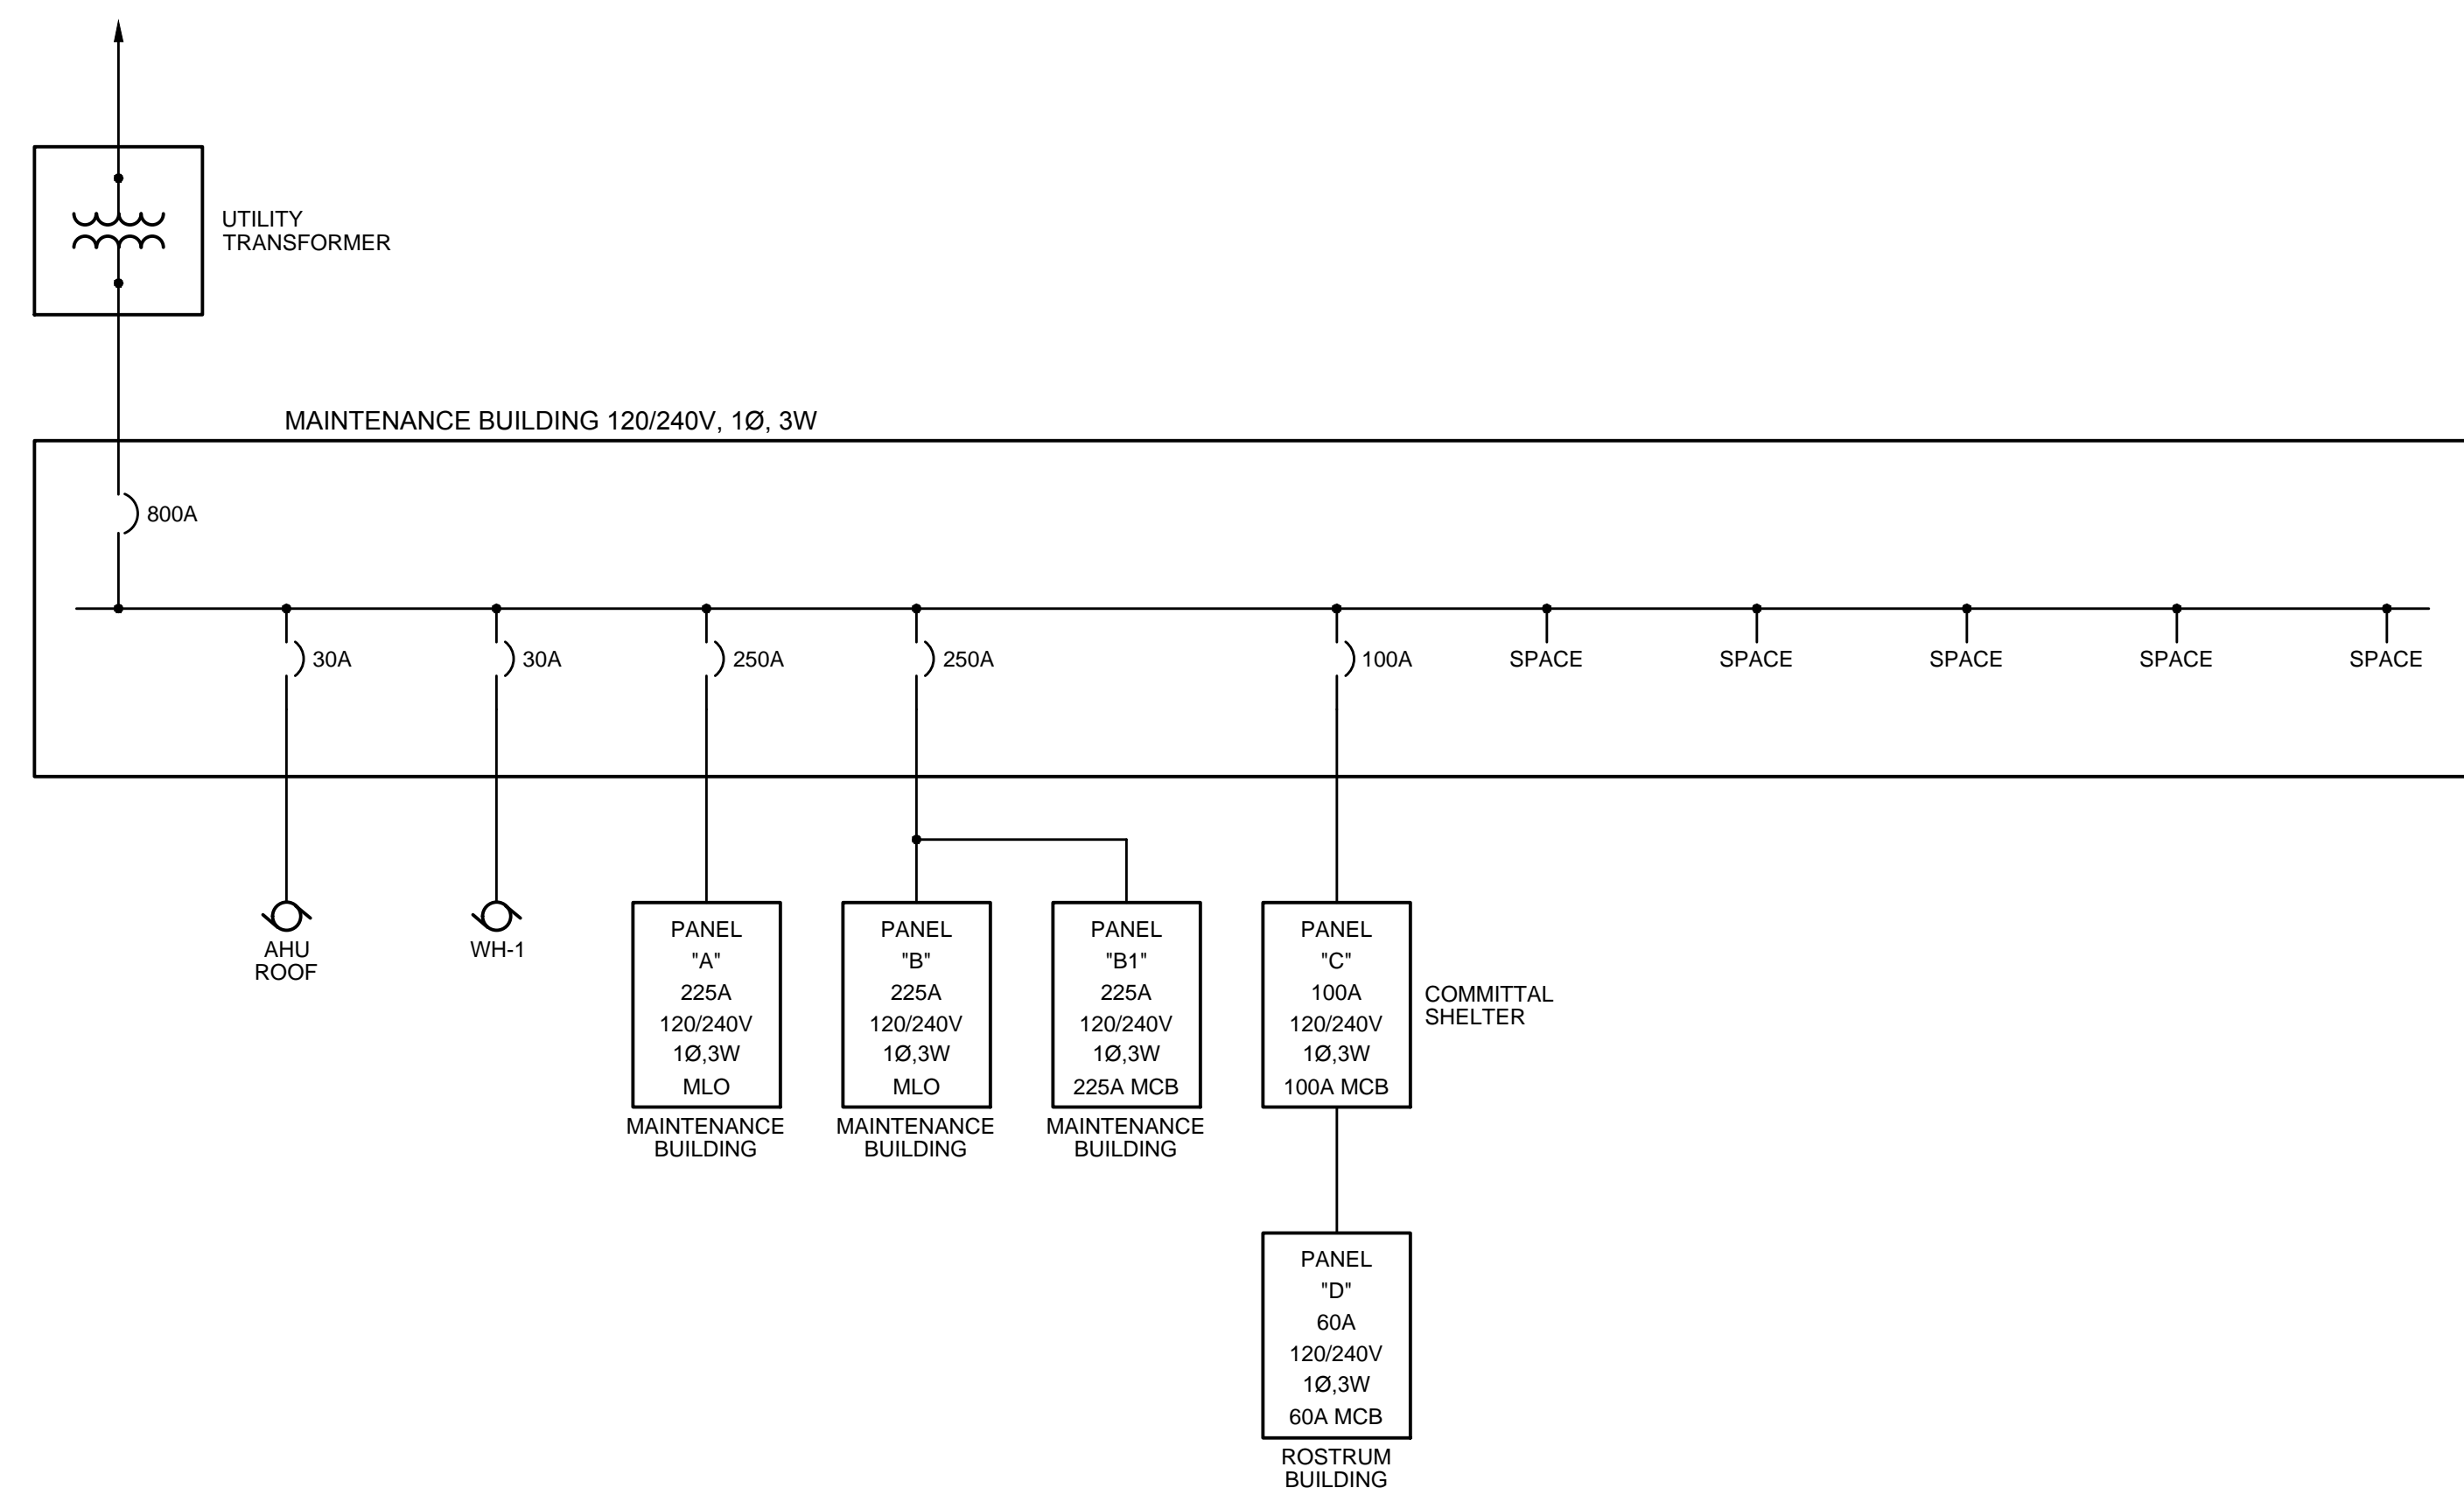 UTILITY
TRANSFORMER
MAINTENANCE BUILDING 120/240V, 1Ø, 3W
800A
30A
30A
250A
250A
100A
SPACE
SPACE
SPACE
SPACE
SPACE
AHU
ROOF
WH-1
PANEL
"A"
225A
120/240V
1Ø,3W
MLO
MAINTENANCE
BUILDING
PANEL
"B"
225A
120/240V
1Ø,3W
MLO
MAINTENANCE
BUILDING
PANEL
"B1"
225A
120/240V
1Ø,3W
225A MCB
MAINTENANCE
BUILDING
PANEL
"C"
100A
120/240V
1Ø,3W
100A MCB
COMMITTAL
SHELTER
PANEL
"D"
60A
120/240V
1Ø,3W
60A MCB
ROSTRUM
BUILDING